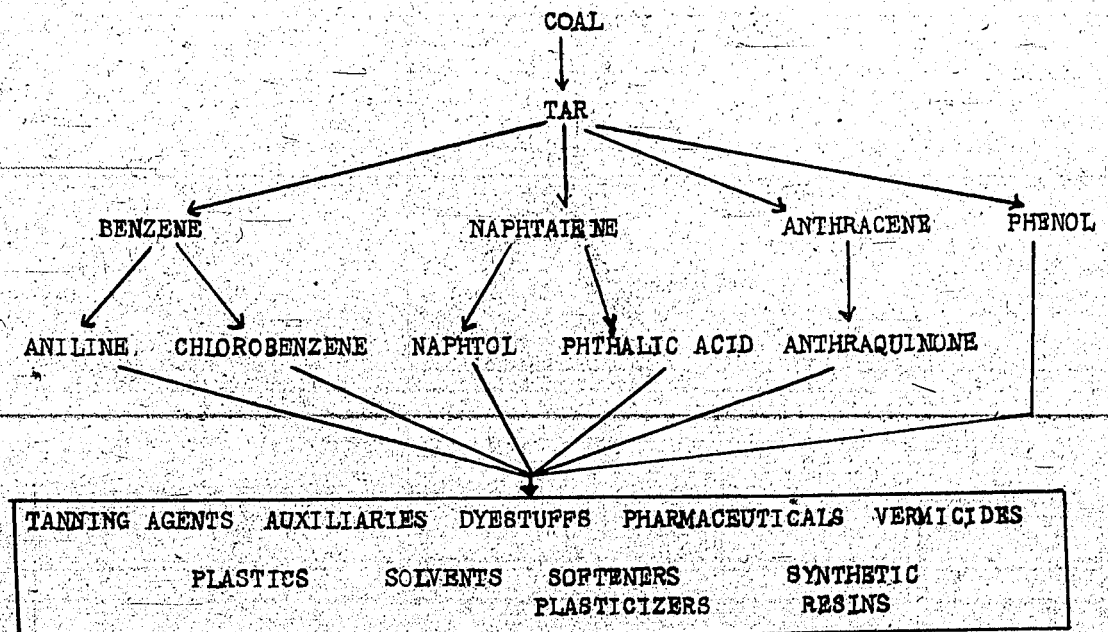 COAL
TAR
BENZENE NAPHTAIENE ANTHRACENE PHENOL
ANILINE CHLOROBENZENE NAPHTOL PHTHALIC ACID ANTHRAQUINONE
TANNING AGENTS AUXILIARIES DYESTUFFS PHARMACEUTICALS VERMICIDES
PLASTICS SOLVENTS SOFTENERS SYNTHETIC
PLASTICIZERS RESINS